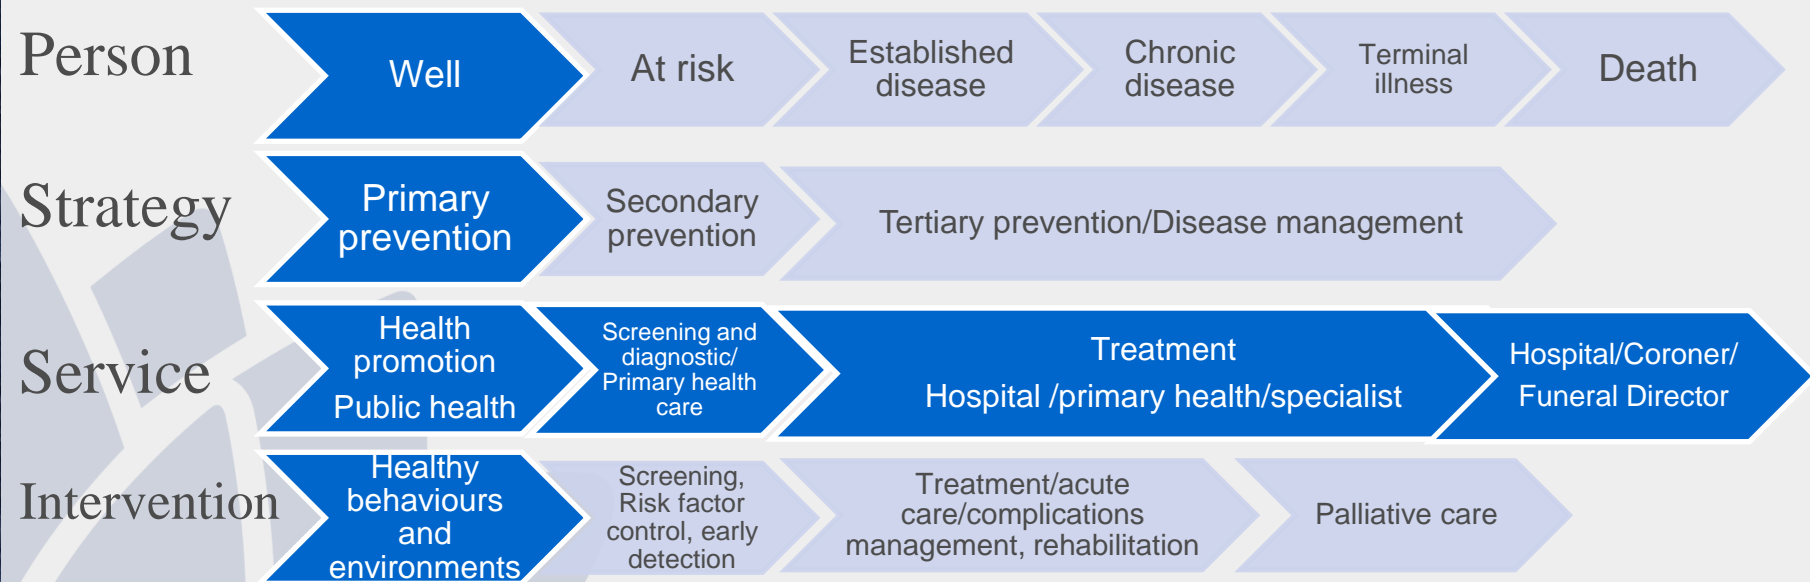 Person
Well
At risk
Established
disease
Chronic
disease
Terminal
illness
Death
Strategy
Primary
prevention
Secondary
prevention
Tertiary prevention/Disease management
Service
Health
promotion
Public health
Screening and
diagnostic/
Primary health
care
Treatment
Hospital /primary health/specialist
Hospital/Coroner/
Funeral Director
Intervention
Healthy
behaviours
and
environments
Screening,
Risk factor
control, early
detection
Treatment/acute
care/complications
management, rehabilitation
Palliative care